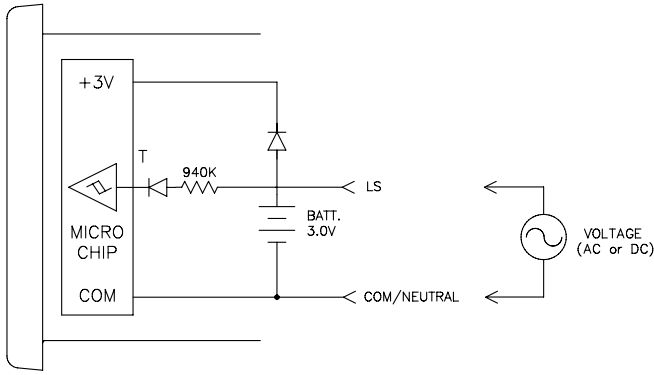 +3V
T
940K
LS
MICRO
CHIP
BATT.
3.0V
VOLTAGE
(AC or DC)
COM
COM/NEUTRAL